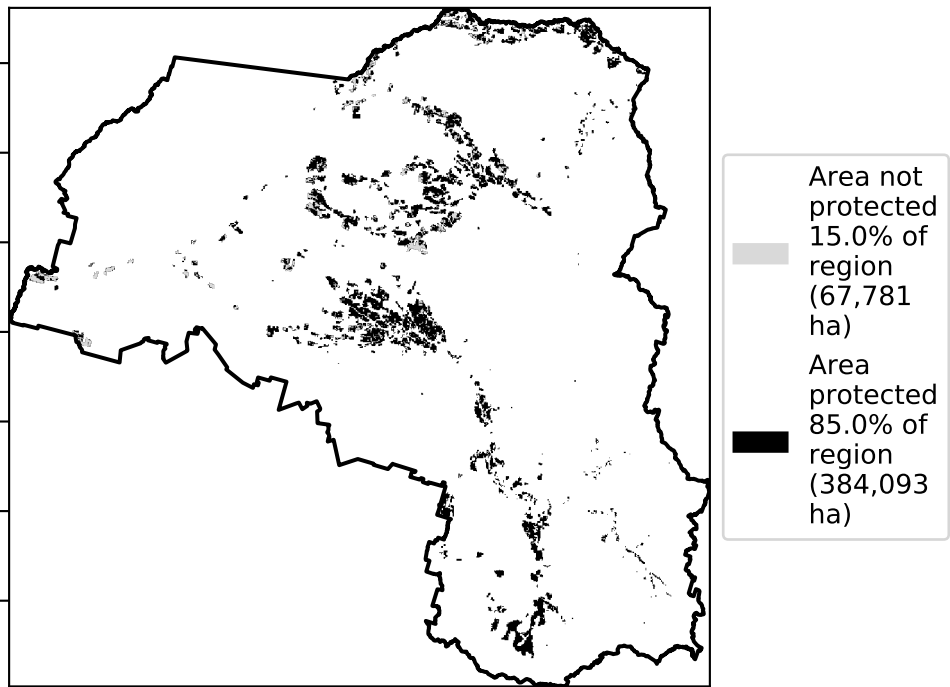 Area not
protected
15.0% of
region
(67,781
ha)
Area
protected
85.0% of
region
(384,093
ha)